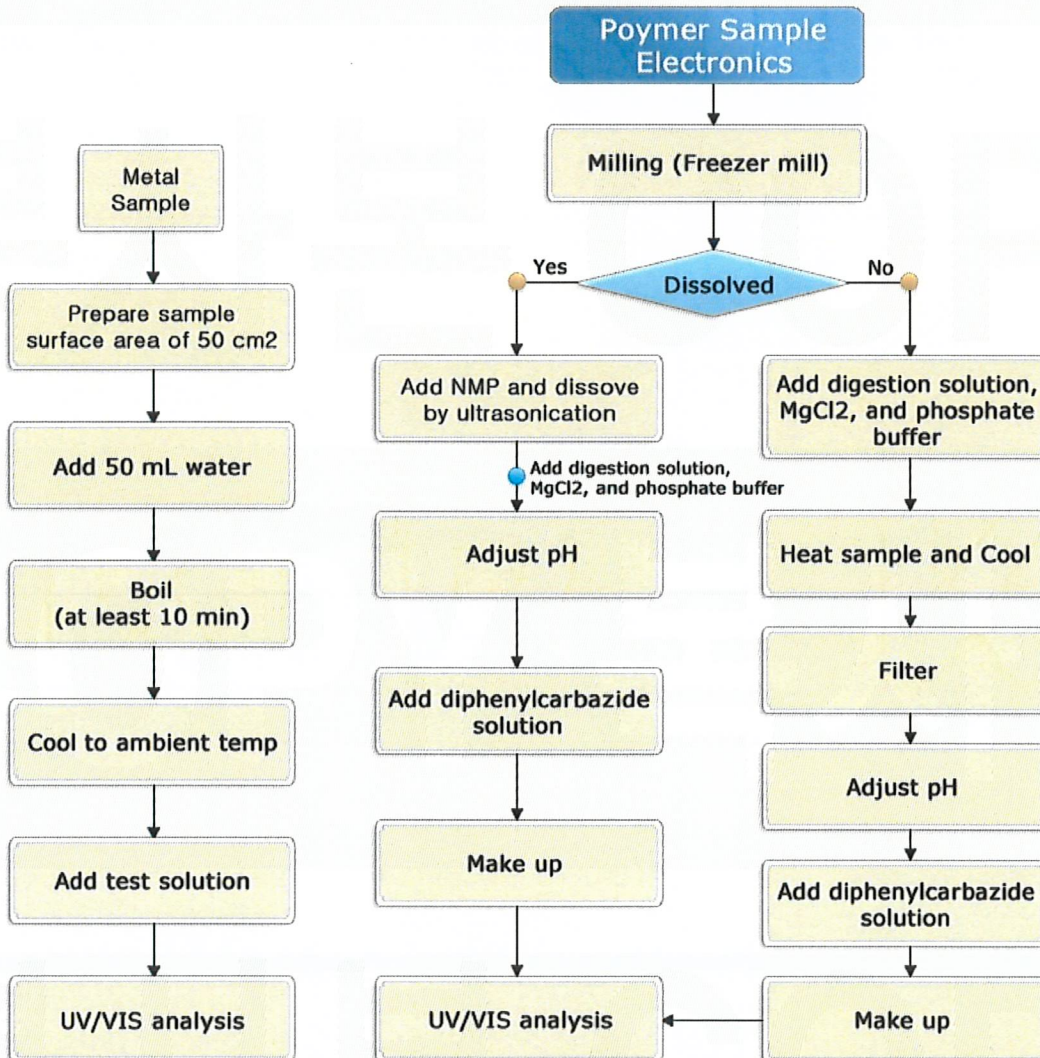 Poymer Sample
Electronics
Milling (Freezer mill)
Dissolved
Yes
No
Metal
Sample
Prepare sample
surface area of 50 cm2
Add 50 mL water
Boil
(at least 10 min)
Cool to ambient temp
Add test solution
UV/VIS analysis
Add NMP and dissove
by ultrasonication
Add digestion solution,
MgCl2, and phosphate buffer
Adjust pH
Add diphenylcarbazide
solution
Make up
UV/VIS analysis
Add digestion solution,
MgCl2, and phosphate
buffer
Heat sample and Cool
Filter
Adjust pH
Add diphenylcarbazide
solution
Make up